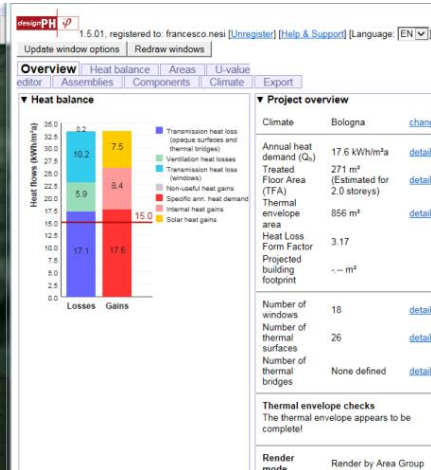 designPH
1.5.01, registered to: francesco.nesi [Unregister] [Help & Support] [Language: EN
Update window options Redraw windows
Overview Heat balance Areas U-value
editor Assemblies Components Climate Export
▼ Heat balance
Heat flows (kWh/m²a)
35.0
32.5
30.0
27.5
25.0
22.5
20.0
17.5
15.0
12.5
10.0
7.5
5.0
2.5
0.0
0.2
10.2
5.9
17.1
7.5
8.4
17.6
15.0
Losses Gains
Transmission heat loss
(opaque surfaces and
thermal bridges)
Ventilation heat losses
Transmission heat loss
(windows)
Non-useful heat gains
Specific ann. heat demand
Internal heat gains
Solar heat gains
▼ Project overview
Climate Bologna
Annual heat
demand (Qh) 17.6 kWh/m²a detail
Treated
Floor Area
(TFA) 271 m²
(Estimated for
2.0 storeys) detail
Thermal
envelope
area 856 m² detail
Heat Loss
Form Factor 3.17
Projected
building
footprint -.-- m²
Number of
windows 18 detail
Number of
thermal
surfaces 26 detail
Number of
thermal
bridges None defined detail
Thermal envelope checks
The thermal envelope appears to be
complete!
Render
mode Render by Area Group